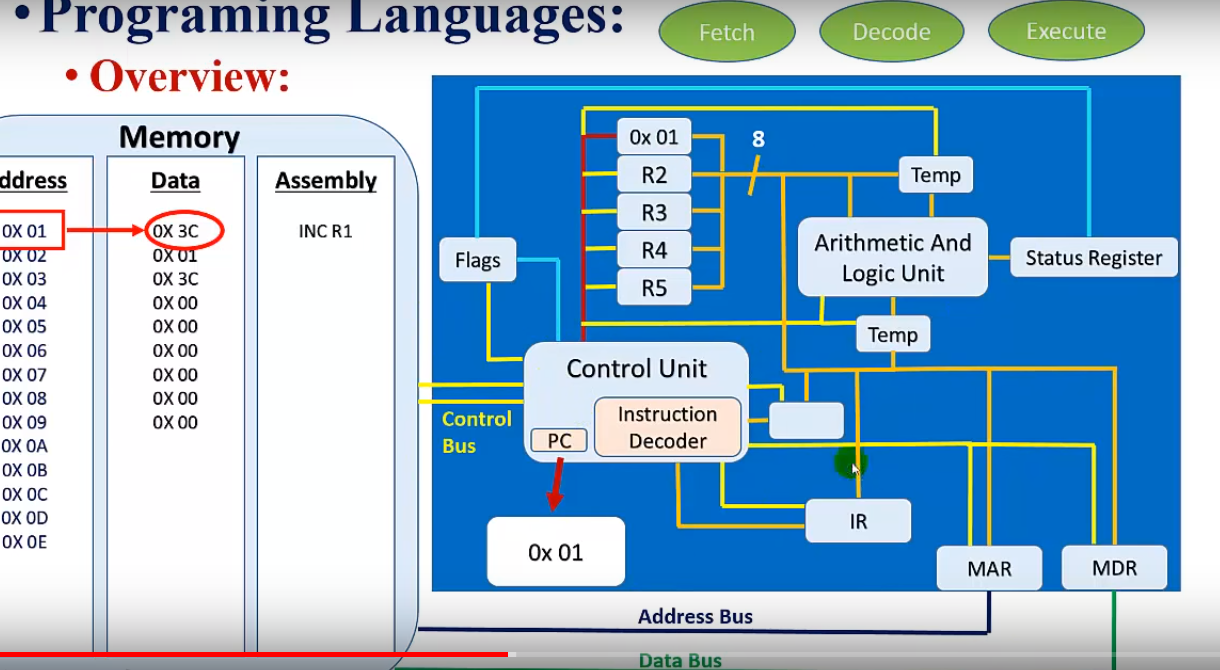 • Programing Languages:
• Overview:
Fetch
Decode
Execute
Memory
ddress
Data
Assembly
0X 01
0X 3C
INC R1
0X 02
0X 01
0X 03
0X 3C
0X 04
0X 00
0X 05
0X 00
0X 06
0X 00
0X 07
0X 00
0X 08
0X 00
0X 09
0X 00
0X 0A
0X 0B
0X 0C
0X 0D
0X 0E
0x 01
R2
R3
R4
R5
8
Temp
Flags
Arithmetic And
Logic Unit
Status Register
Temp
Control Unit
Instruction
Decoder
PC
Control
Bus
0x 01
IR
MAR
MDR
Address Bus
Data Bus